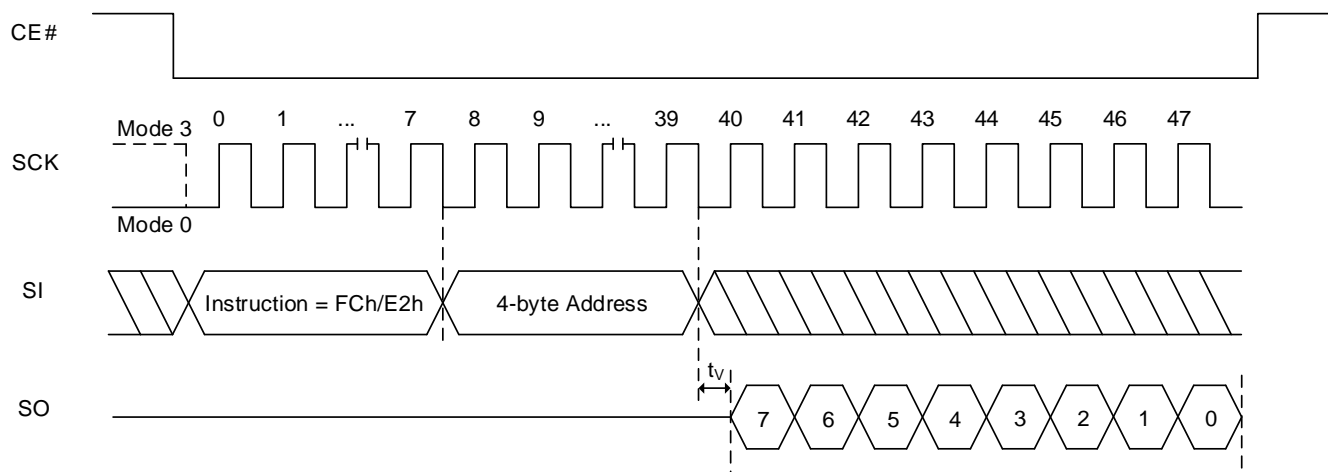 CE#
0 1 ... 7 8 9 ... 39 40 41 42 43 44 45 46 47
Mode 3
SCK
Mode 0
SI
Instruction = FCh/E2h
4-byte Address
tV
SO
7 6 5 4 3 2 1 0